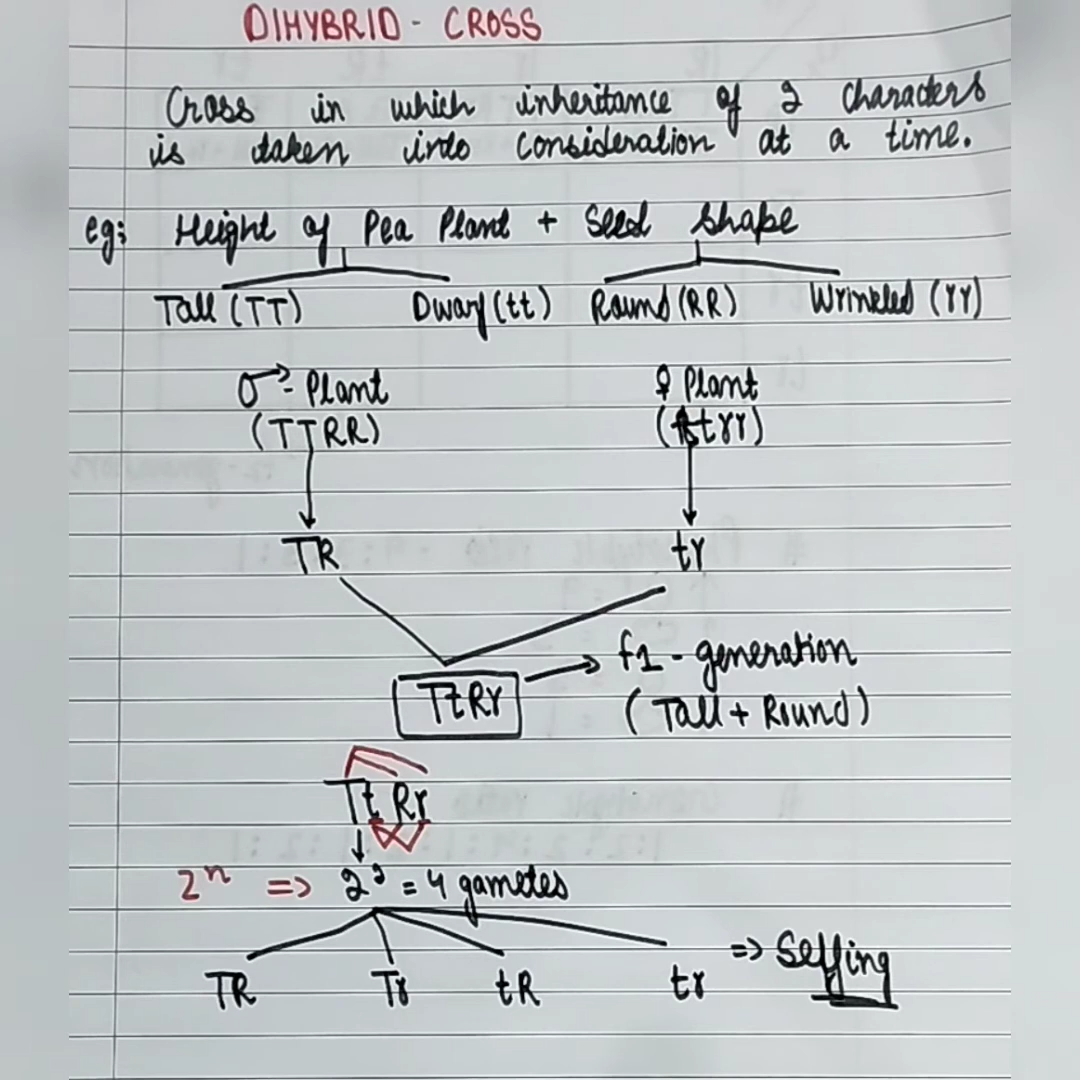 DIHYBRID - CROSS
Cross in which inheritance of 2 characters
is taken into consideration at a time.
eg: Height of Pea Plant + Seed shape
Tall (TT) Dwarf (tt) Round (RR) Wrinkled (rr)
♂ - Plant ♀ Plant
(TTRR) (ttrr)
TR tr
TtRr → f1 - generation
(Tall + Round)
TtRr
2ⁿ => 2² = 4 gametes
TR Tr tR tr => Selfing